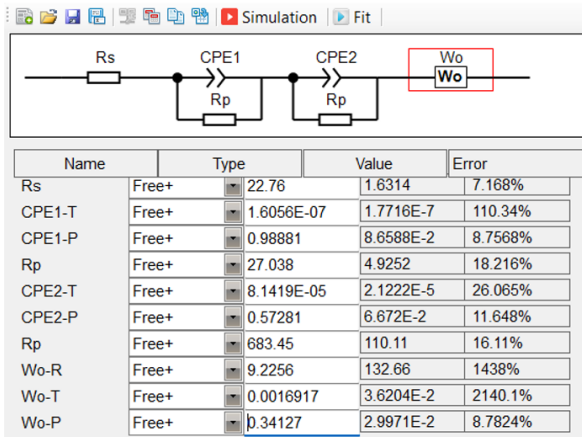 Simulation Fit
Rs CPE1 CPE2 Wo
Wo
Rp Rp
Name Type Value Error
Rs Free+ 22.76 1.6314 7.168%
CPE1-T Free+ 1.6056E-07 1.7716E-7 110.34%
CPE1-P Free+ 0.98881 8.6588E-2 8.7568%
Rp Free+ 27.038 4.9252 18.216%
CPE2-T Free+ 8.1419E-05 2.1222E-5 26.065%
CPE2-P Free+ 0.57281 6.672E-2 11.648%
Rp Free+ 683.45 110.11 16.11%
Wo-R Free+ 9.2256 132.66 1438%
Wo-T Free+ 0.0016917 3.6204E-2 2140.1%
Wo-P Free+ 0.34127 2.9971E-2 8.7824%